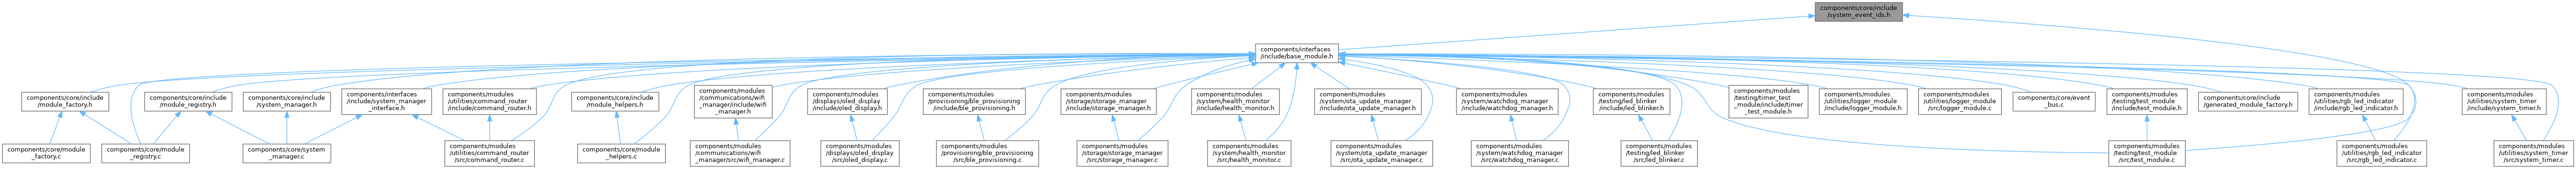 components/core/include
/system_event_ids.h
components/interfaces
/include/base_module.h
components/core/include
/module_factory.h
components/core/include
/module_registry.h
components/core/include
/system_manager.h
components/interfaces
/include/system_manager
_interface.h
components/modules
/utilities/command_router
/include/command_router.h
components/core/include
/module_helpers.h
components/modules
/communications/wifi
_manager/include/wifi
_manager.h
components/modules
/displays/oled_display
/include/oled_display.h
components/modules
/provisioning/ble_provisioning
/include/ble_provisioning.h
components/modules
/storage/storage_manager
/include/storage_manager.h
components/modules
/system/health_monitor
/include/health_monitor.h
components/modules
/system/ota_update_manager
/include/ota_update_manager.h
components/modules
/system/watchdog_manager
/include/watchdog_manager.h
components/modules
/testing/led_blinker
/include/led_blinker.h
components/modules
/testing/timer_test
_module/include/timer
_test_module.h
components/modules
/utilities/logger_module
/include/logger_module.h
components/modules
/utilities/logger_module
/src/logger_module.c
components/core/event
_bus.c
components/modules
/testing/test_module
/include/test_module.h
components/core/include
/generated_module_factory.h
components/modules
/utilities/rgb_led_indicator
/include/rgb_led_indicator.h
components/modules
/utilities/system_timer
/include/system_timer.h
components/core/module
_factory.c
components/core/module
_registry.c
components/core/system
_manager.c
components/modules
/utilities/command_router
/src/command_router.c
components/core/module
_helpers.c
components/modules
/communications/wifi
_manager/src/wifi_manager.c
components/modules
/displays/oled_display
/src/oled_display.c
components/modules
/provisioning/ble_provisioning
/src/ble_provisioning.c
components/modules
/storage/storage_manager
/src/storage_manager.c
components/modules
/system/health_monitor
/src/health_monitor.c
components/modules
/system/ota_update_manager
/src/ota_update_manager.c
components/modules
/system/watchdog_manager
/src/watchdog_manager.c
components/modules
/testing/led_blinker
/src/led_blinker.c
components/modules
/testing/test_module
/src/test_module.c
components/modules
/utilities/rgb_led_indicator
/src/rgb_led_indicator.c
components/modules
/utilities/system_timer
/src/system_timer.c